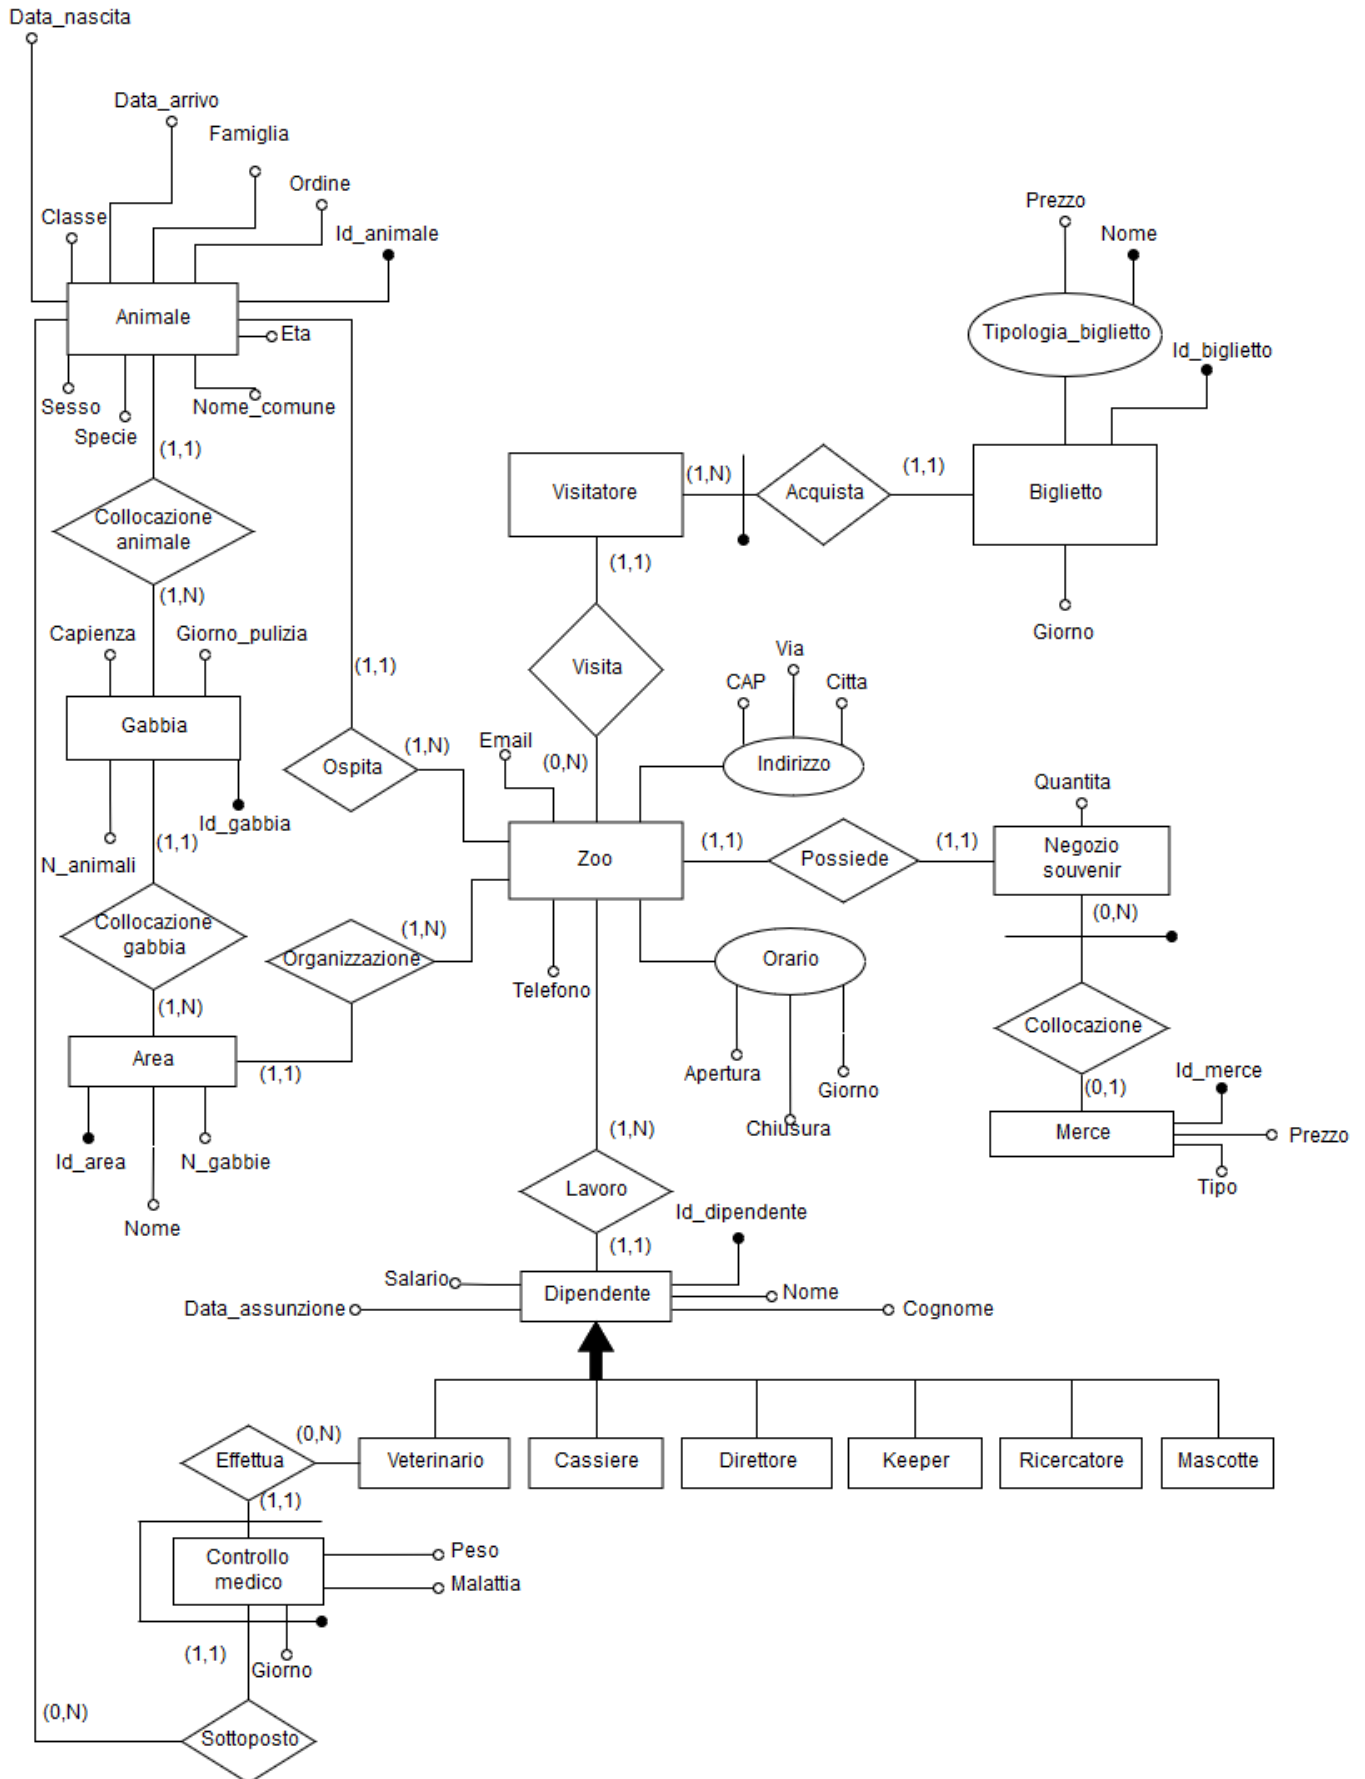 Data_nascita
Data_arrivo
Famiglia
Ordine
Classe
Id_animale
Animale
Eta
Sesso
Nome_comune
Specie
(1,1)
Collocazione
animale
(1,N)
Capienza
Giorno_pulizia
Gabbia
Id_gabbia
(1,1)
N_animali
Collocazione
gabbia
(1,N)
Area
(1,1)
Id_area
N_gabbie
Nome
(1,1)
Ospita
(1,N)
Organizzazione
(1,N)
Prezzo
Nome
Tipologia_biglietto
Id_biglietto
Visitatore
(1,N)
Acquista
(1,1)
Biglietto
Giorno
(1,1)
Visita
(0,N)
Email
Via
CAP
Citta
Indirizzo
Zoo
(1,1)
Possiede
(1,1)
Quantita
Negozio
souvenir
(0,N)
Collocazione
(0,1)
Id_merce
Merce
Prezzo
Tipo
Telefono
Orario
Apertura
Giorno
Chiusura
(1,N)
Lavoro
Id_dipendente
(1,1)
Salario
Dipendente
Nome
Data_assunzione
Cognome
Veterinario
Cassiere
Direttore
Keeper
Ricercatore
Mascotte
(0,N)
Effettua
(1,1)
Controllo
medico
Peso
Malattia
(1,1)
Giorno
(0,N)
Sottoposto